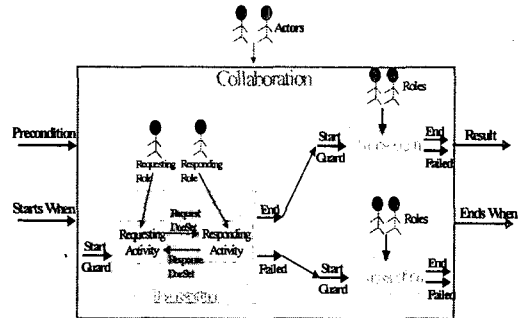 Actors
Collaboration
Roles
Precondition
Requesting
Role
Responding
Role
Start
Guard
End
Failed
Result
Starts When
Request
DocSet
Requesting
Activity
Responding
Activity
Response
DocSet
Start
Guard
End
Failed
Roles
Start
Guard
End
Failed
Ends When